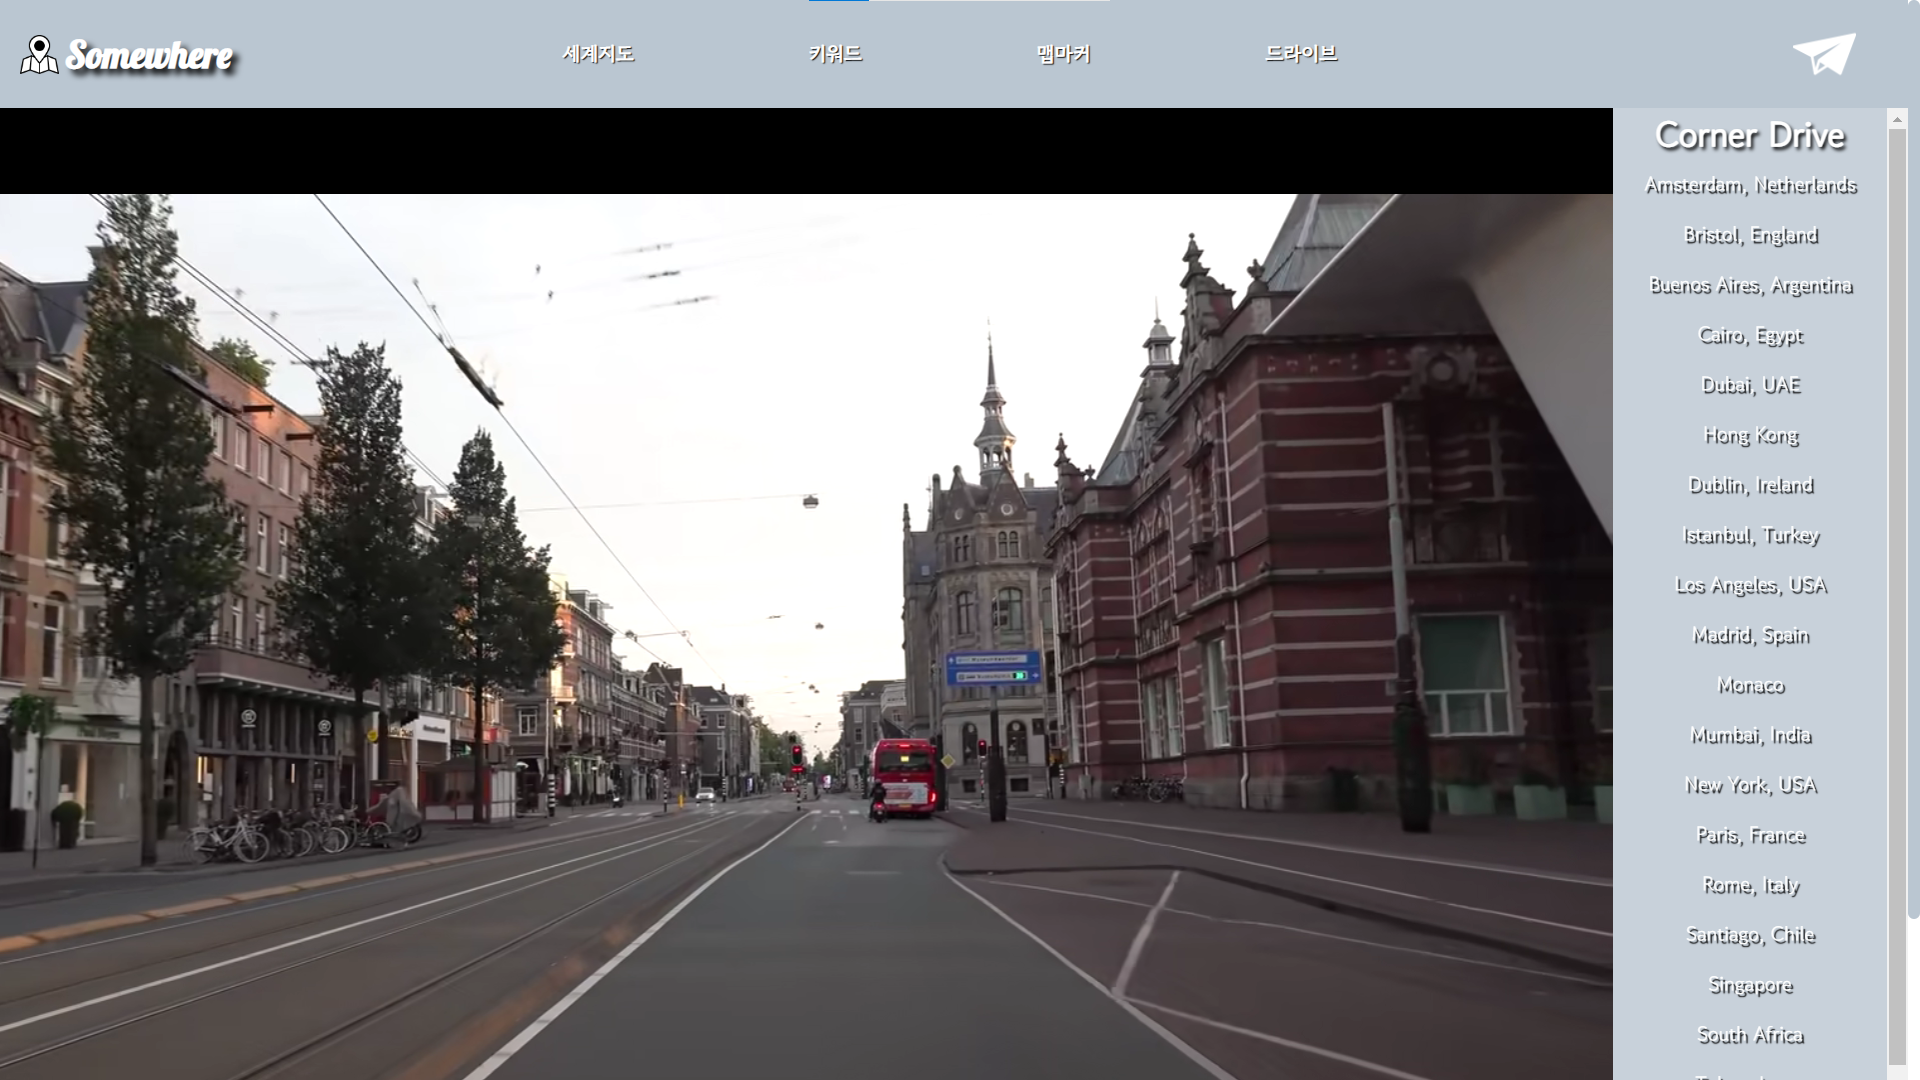 Somewhere
세계지도
키워드
맵마커
드라이브
Corner Drive
Amsterdam, Netherlands
Bristol, England
Buenos Aires, Argentina
Cairo, Egypt
Dubai, UAE
Hong Kong
Dublin, Ireland
Istanbul, Turkey
Los Angeles, USA
Madrid, Spain
Monaco
Mumbai, India
New York, USA
Paris, France
Rome, Italy
Santiago, Chile
Singapore
South Africa